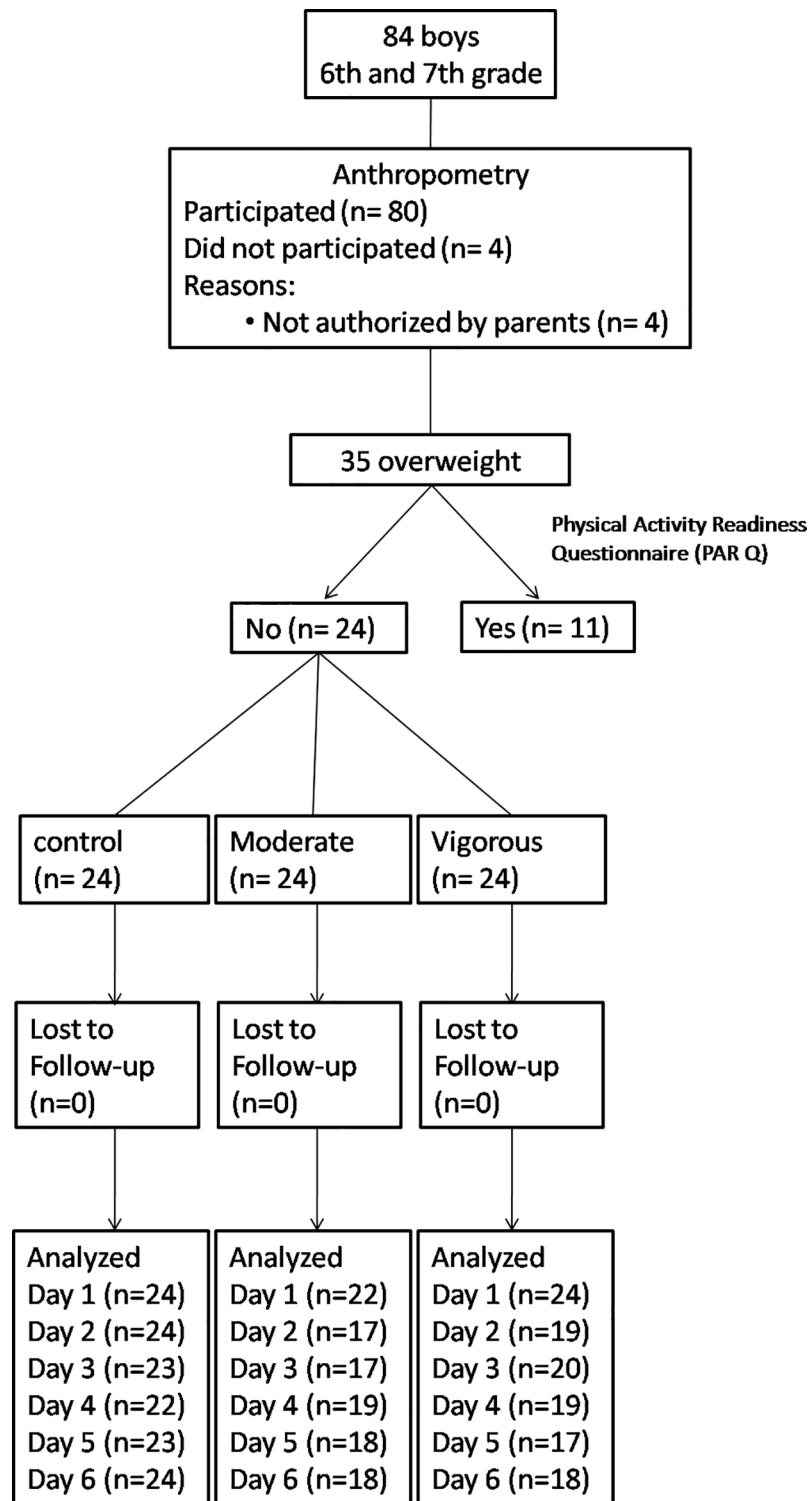 84 boys
6th and 7th grade
Anthropometry
Participated (n= 80)
Did not participated (n= 4)
Reasons:
• Not authorized by parents (n= 4)
35 overweight
Physical Activity Readiness
Questionnaire (PAR Q)
No (n= 24)
Yes (n= 11)
control
(n= 24)
Moderate
(n= 24)
Vigorous
(n= 24)
Lost to
Follow-up
(n=0)
Lost to
Follow-up
(n=0)
Lost to
Follow-up
(n=0)
Analyzed
Day 1 (n=24)
Day 2 (n=24)
Day 3 (n=23)
Day 4 (n=22)
Day 5 (n=23)
Day 6 (n=24)
Analyzed
Day 1 (n=22)
Day 2 (n=17)
Day 3 (n=17)
Day 4 (n=19)
Day 5 (n=18)
Day 6 (n=18)
Analyzed
Day 1 (n=24)
Day 2 (n=19)
Day 3 (n=20)
Day 4 (n=19)
Day 5 (n=17)
Day 6 (n=18)